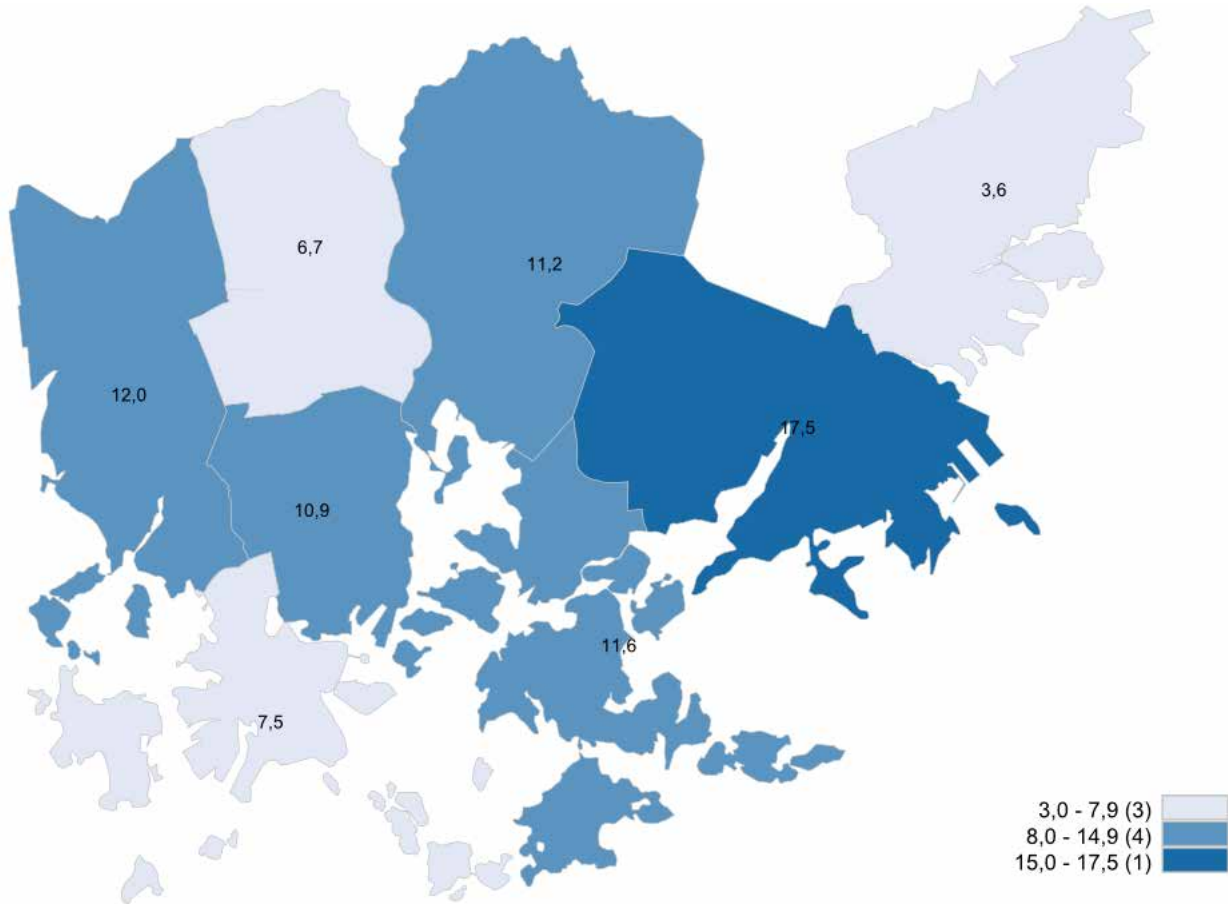 3,6
6,7
11,2
12,0
17,5
10,9
11,6
7,5
3,0 - 7,9 (3)
8,0 - 14,9 (4)
15,0 - 17,5 (1)